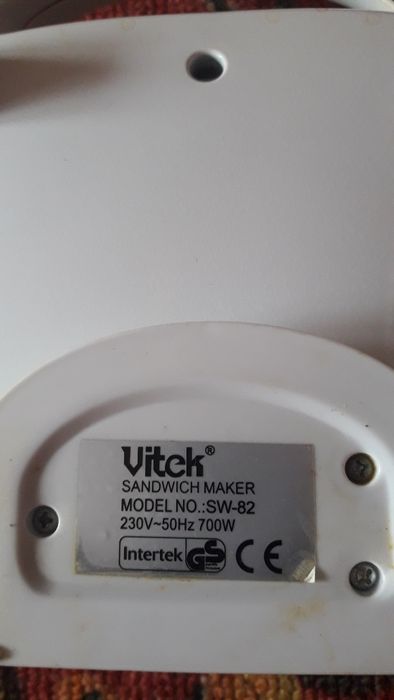 Vitek®
SANDWICH MAKER
MODEL NO.:SW-82
230V~50Hz 700W
Intertek GS CE